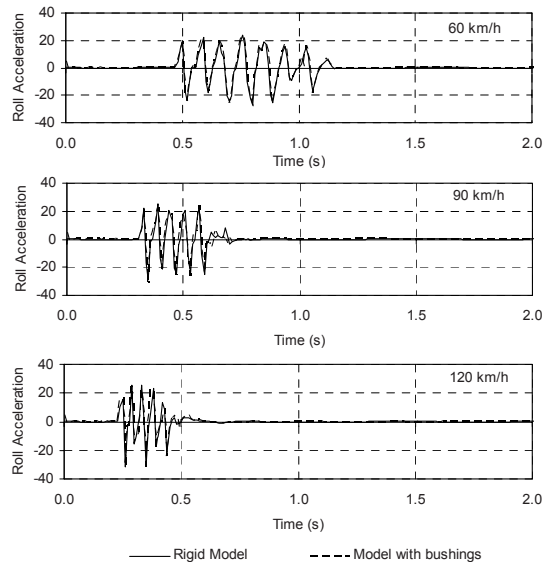 40
60 km/h
20
0
-20
-40
0.0 0.5 1.0 1.5 2.0
Time (s)
Roll Acceleration
40
90 km/h
20
0
-20
-40
0.0 0.5 1.0 1.5 2.0
Time (s)
Roll Acceleration
40
120 km/h
20
0
-20
-40
0.0 0.5 1.0 1.5 2.0
Time (s)
Roll Acceleration
Rigid Model Model with bushings